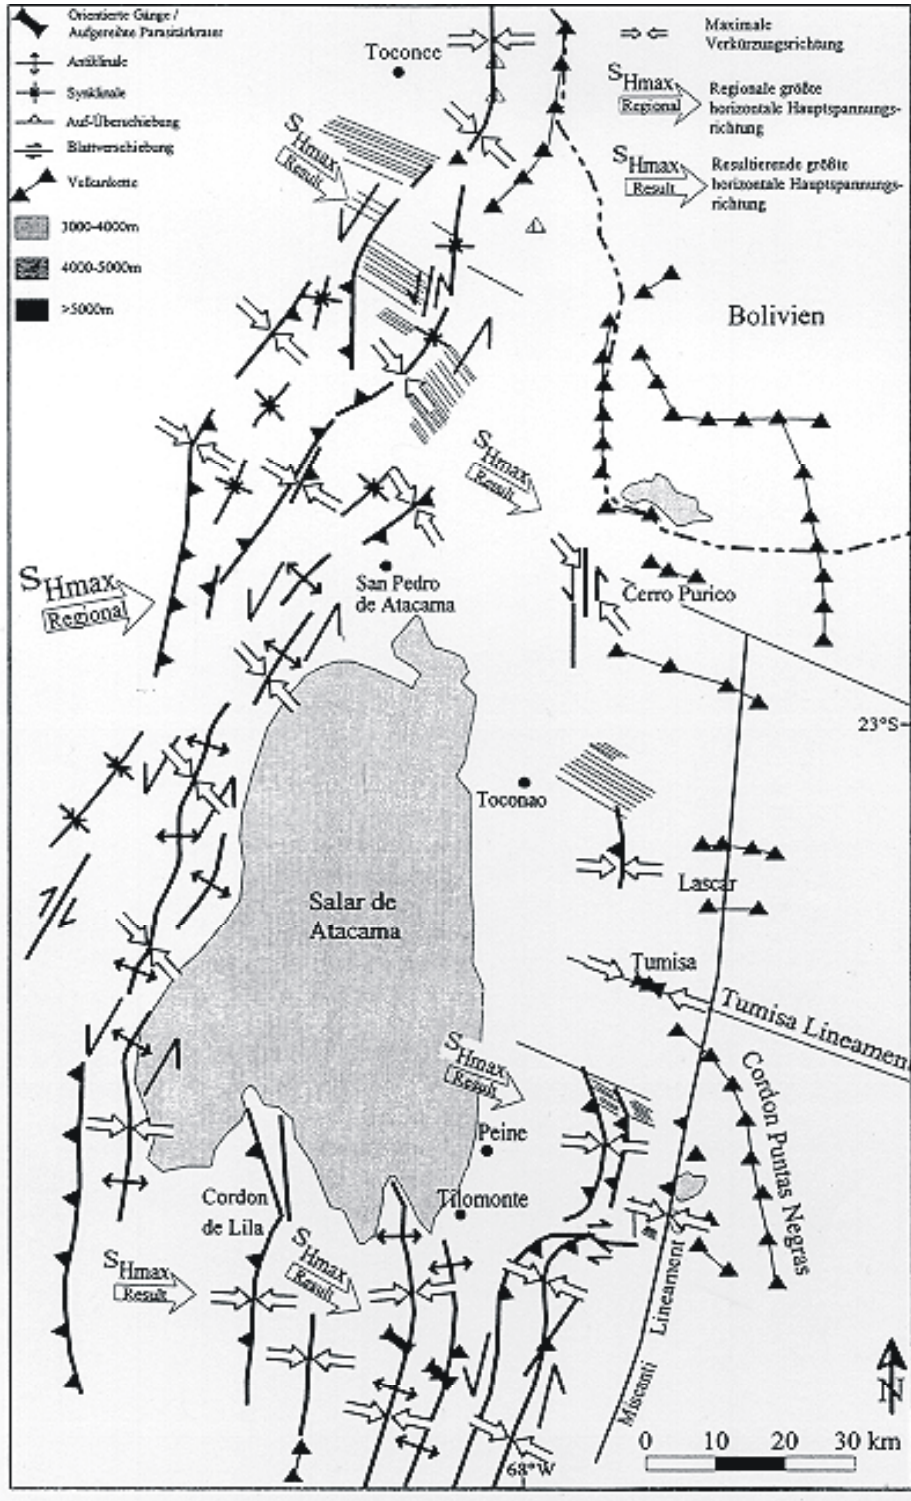 Orientierte Gänge /
Aufgereihte Parasitärkrater
Antiklinale
Synklinale
Auf-Überschiebung
Blattverschiebung
Vulkankette
3000-4000m
4000-5000m
>5000m
Maximale
Verkürzungsrichtung
SHmax
Regional
Regionale größte
horizontale Hauptspannungs-
richtung
SHmax
Result
Resultierende größte
horizontale Hauptspannungs-
richtung
Toconce
SHmax
Result
Bolivien
SHmax
Result
SHmax
Regional
San Pedro
de Atacama
Cerro Purico
23°S
Toconao
Lascar
Salar de
Atacama
Tumisa
Tumisa Lineament
SHmax
Result
Cordon Puntas Negras
Peine
Cordon
de Lila
Tilomonte
SHmax
Result
SHmax
Result
Miscanti Lineament
N
68°W
0 10 20 30 km